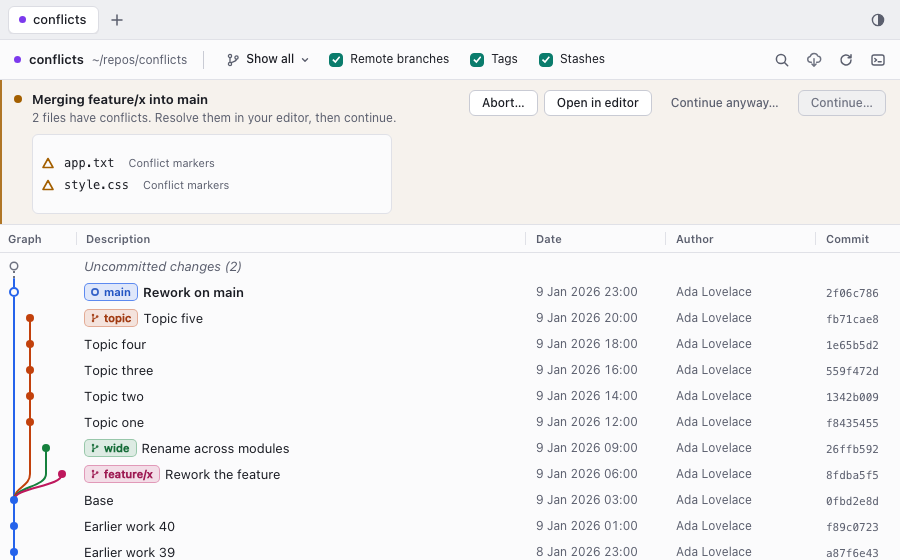 conflicts
conflicts ~/repos/conflicts Show all Remote branches Tags Stashes
Merging feature/x into main
2 files have conflicts. Resolve them in your editor, then continue.
Abort... Open in editor Continue anyway... Continue...
app.txt Conflict markers
style.css Conflict markers
Graph Description Date Author Commit
Uncommitted changes (2)
main Rework on main 9 Jan 2026 23:00 Ada Lovelace 2f06c786
topic Topic five 9 Jan 2026 20:00 Ada Lovelace fb71cae8
Topic four 9 Jan 2026 18:00 Ada Lovelace 1e65b5d2
Topic three 9 Jan 2026 16:00 Ada Lovelace 559f472d
Topic two 9 Jan 2026 14:00 Ada Lovelace 1342b009
Topic one 9 Jan 2026 12:00 Ada Lovelace f8435455
wide Rename across modules 9 Jan 2026 09:00 Ada Lovelace 26ffb592
feature/x Rework the feature 9 Jan 2026 06:00 Ada Lovelace 8fdba5f5
Base 9 Jan 2026 03:00 Ada Lovelace 0fbd2e8d
Earlier work 40 9 Jan 2026 01:00 Ada Lovelace f89c0723
Earlier work 39 8 Jan 2026 23:00 Ada Lovelace a87f6e43